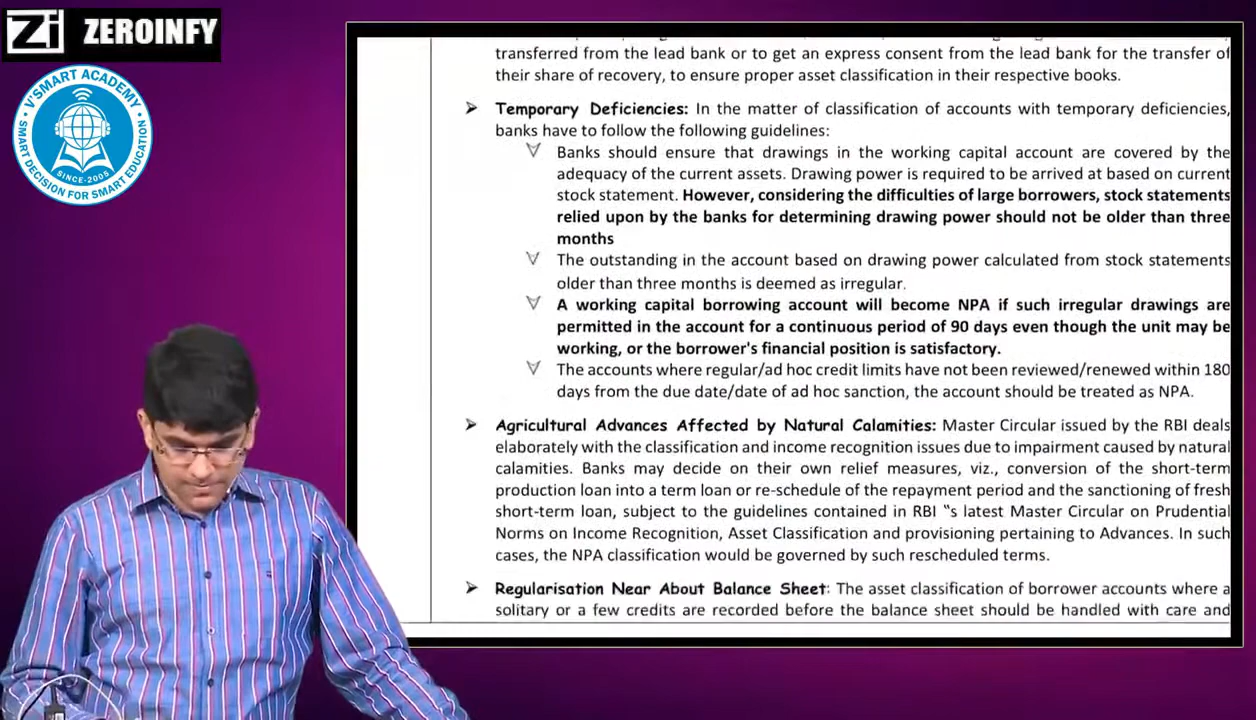 Zi ZEROINFY
V'SMART ACADEMY
SINCE-2005
SMART DECISION FOR SMART EDUCATION
transferred from the lead bank or to get an express consent from the lead bank for the transfer of
their share of recovery, to ensure proper asset classification in their respective books.
➤ Temporary Deficiencies: In the matter of classification of accounts with temporary deficiencies,
banks have to follow the following guidelines:
Banks should ensure that drawings in the working capital account are covered by the
adequacy of the current assets. Drawing power is required to be arrived at based on current
stock statement. However, considering the difficulties of large borrowers, stock statements
relied upon by the banks for determining drawing power should not be older than three
months
The outstanding in the account based on drawing power calculated from stock statements
older than three months is deemed as irregular.
A working capital borrowing account will become NPA if such irregular drawings are
permitted in the account for a continuous period of 90 days even though the unit may be
working, or the borrower's financial position is satisfactory.
The accounts where regular/ad hoc credit limits have not been reviewed/renewed within 180
days from the due date/date of ad hoc sanction, the account should be treated as NPA.
➤ Agricultural Advances Affected by Natural Calamities: Master Circular issued by the RBI deals
elaborately with the classification and income recognition issues due to impairment caused by natural
calamities. Banks may decide on their own relief measures, viz., conversion of the short-term
production loan into a term loan or re-schedule of the repayment period and the sanctioning of fresh
short-term loan, subject to the guidelines contained in RBI "s latest Master Circular on Prudential
Norms on Income Recognition, Asset Classification and provisioning pertaining to Advances. In such
cases, the NPA classification would be governed by such rescheduled terms.
➤ Regularisation Near About Balance Sheet: The asset classification of borrower accounts where a
solitary or a few credits are recorded before the balance sheet should be handled with care and